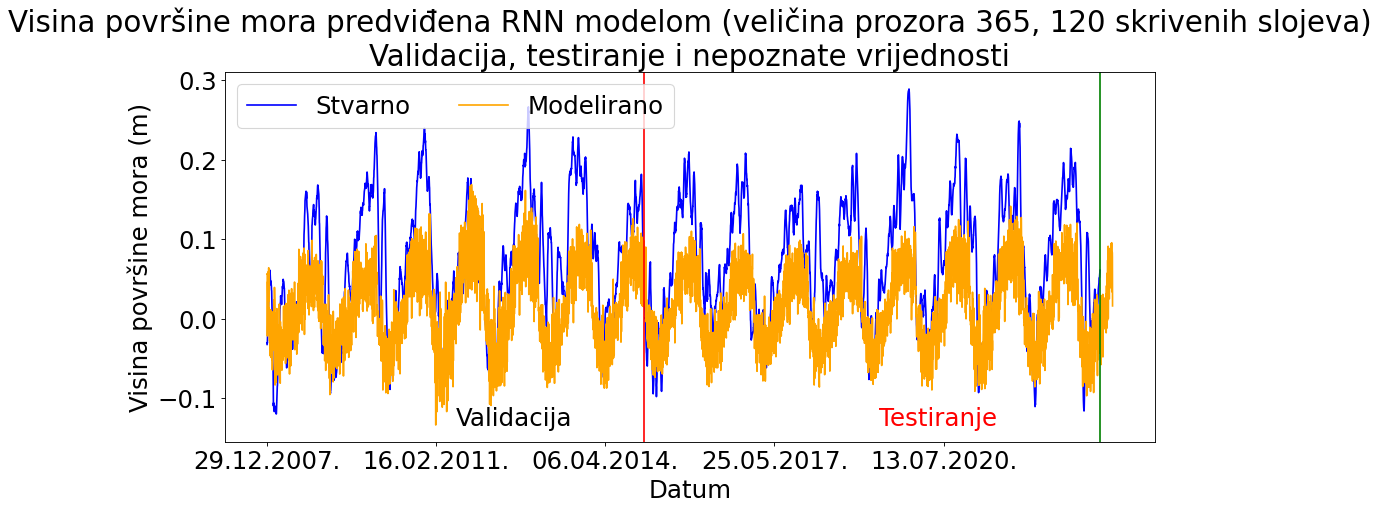 Visina površine mora predviđena RNN modelom (veličina prozora 365, 120 skrivenih slojeva)
Validacija, testiranje i nepoznate vrijednosti
Stvarno
Modelirano
Visina površine mora (m)
0.3
0.2
0.1
0.0
−0.1
Validacija
Testiranje
29.12.2007.
16.02.2011.
06.04.2014.
25.05.2017.
13.07.2020.
Datum